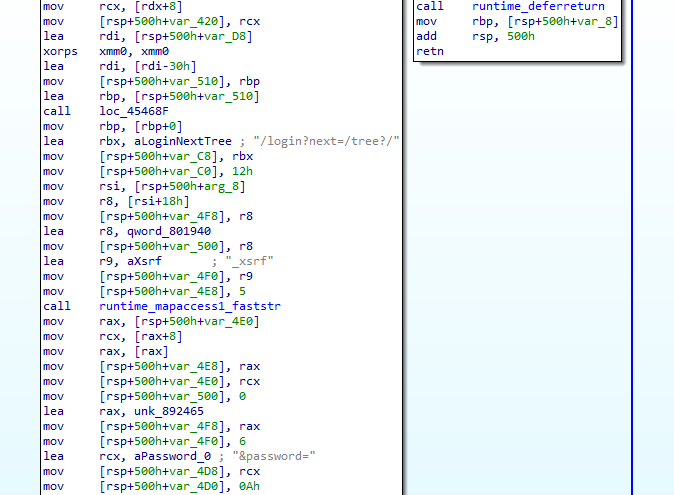 mov rcx, [rdx+8]
mov [rsp+500h+var_420], rcx
lea rdi, [rsp+500h+var_D8]
xorps xmm0, xmm0
lea rdi, [rdi-30h]
mov [rsp+500h+var_510], rbp
lea rbp, [rsp+500h+var_510]
call loc_45468F
mov rbp, [rbp+0]
lea rbx, aLoginNextTree ; "/login?next=/tree?/"
mov [rsp+500h+var_C8], rbx
mov [rsp+500h+var_C0], 12h
mov rsi, [rsp+500h+arg_8]
mov r8, [rsi+18h]
mov [rsp+500h+var_4F8], r8
lea r8, qword_801940
mov [rsp+500h+var_500], r8
lea r9, aXsrf ; "_xsrf"
mov [rsp+500h+var_4F0], r9
mov [rsp+500h+var_4E8], 5
call runtime_mapaccess1_faststr
mov rax, [rsp+500h+var_4E0]
mov rcx, [rax+8]
mov rax, [rax]
mov [rsp+500h+var_4E8], rax
mov [rsp+500h+var_4E0], rcx
mov [rsp+500h+var_500], 0
lea rax, unk_892465
mov [rsp+500h+var_4F8], rax
mov [rsp+500h+var_4F0], 6
lea rcx, aPassword_0 ; "&password="
mov [rsp+500h+var_4D8], rcx
mov [rsp+500h+var_4D0], 0Ah
call runtime_deferreturn
mov rbp, [rsp+500h+var_8]
add rsp, 500h
retn